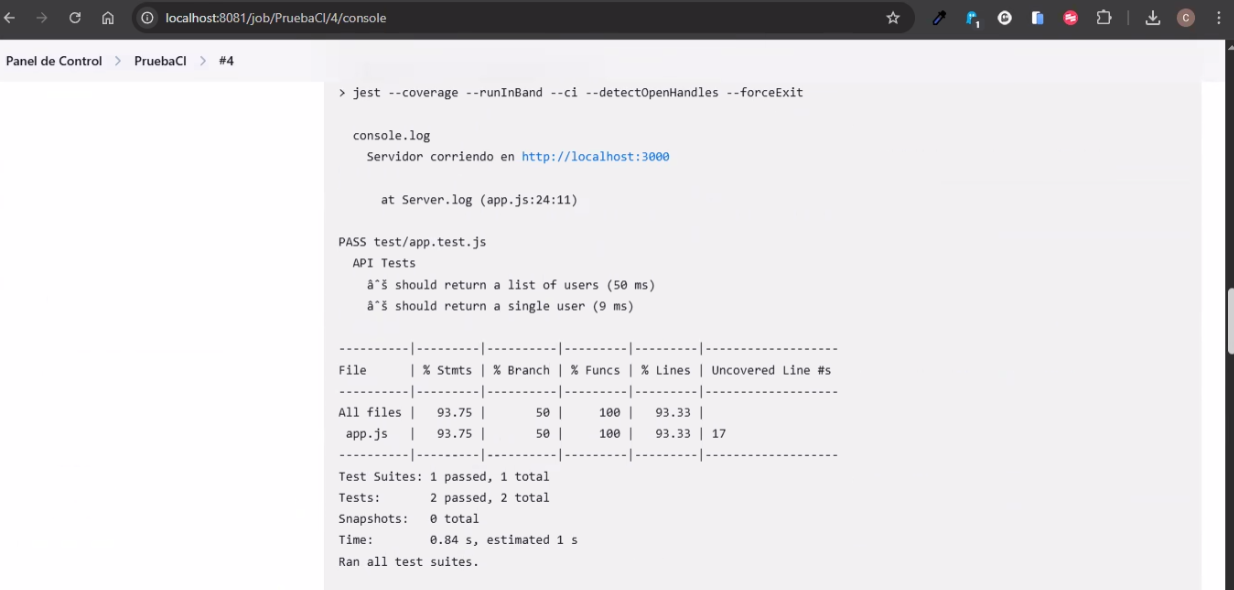 localhost:8081/job/PruebaCI/4/console
Panel de Control > PruebaCI > #4
> jest --coverage --runInBand --ci --detectOpenHandles --forceExit
console.log
Servidor corriendo en http://localhost:3000
at Server.log (app.js:24:11)
PASS test/app.test.js
API Tests
âˆš should return a list of users (50 ms)
âˆš should return a single user (9 ms)
----------|---------|----------|---------|---------|-------------------
File      | % Stmts | % Branch | % Funcs | % Lines | Uncovered Line #s
----------|---------|----------|---------|---------|-------------------
All files |   93.75 |       50 |     100 |   93.33 |
app.js   |   93.75 |       50 |     100 |   93.33 | 17
----------|---------|----------|---------|---------|-------------------
Test Suites: 1 passed, 1 total
Tests:       2 passed, 2 total
Snapshots:   0 total
Time:        0.84 s, estimated 1 s
Ran all test suites.